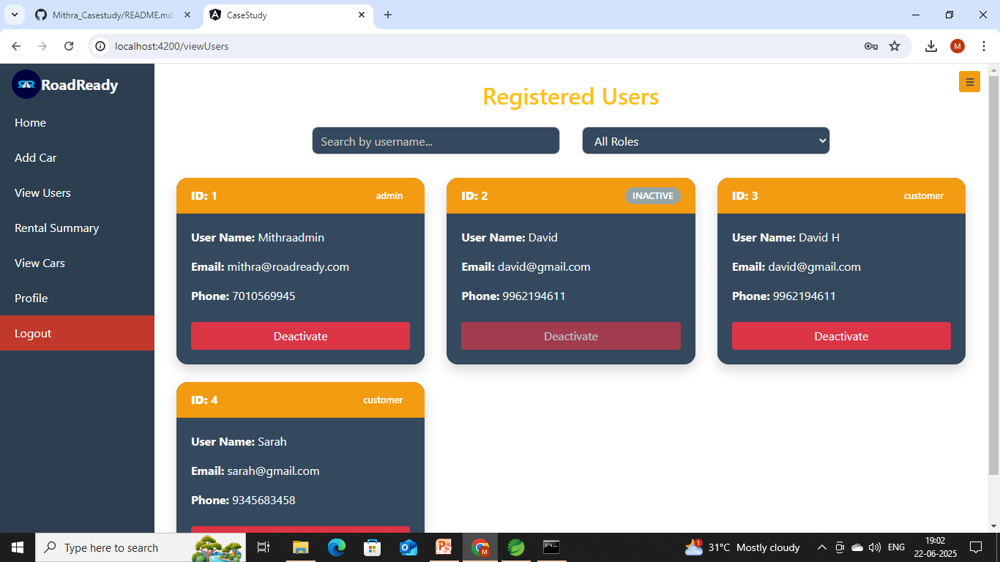 Mithra_Casestudy/README.md
CaseStudy
localhost:4200/viewUsers
M
RoadReady
Home
Add Car
View Users
Rental Summary
View Cars
Profile
Logout
Registered Users
Search by username...
All Roles
ID: 1 admin
User Name: Mithraadmin
Email: mithra@roadready.com
Phone: 7010569945
Deactivate
ID: 2 INACTIVE
User Name: David
Email: david@gmail.com
Phone: 9962194611
Deactivate
ID: 3 customer
User Name: David H
Email: david@gmail.com
Phone: 9962194611
Deactivate
ID: 4 customer
User Name: Sarah
Email: sarah@gmail.com
Phone: 9345683458
Type here to search
31°C Mostly cloudy
ENG
19:02
22-06-2025